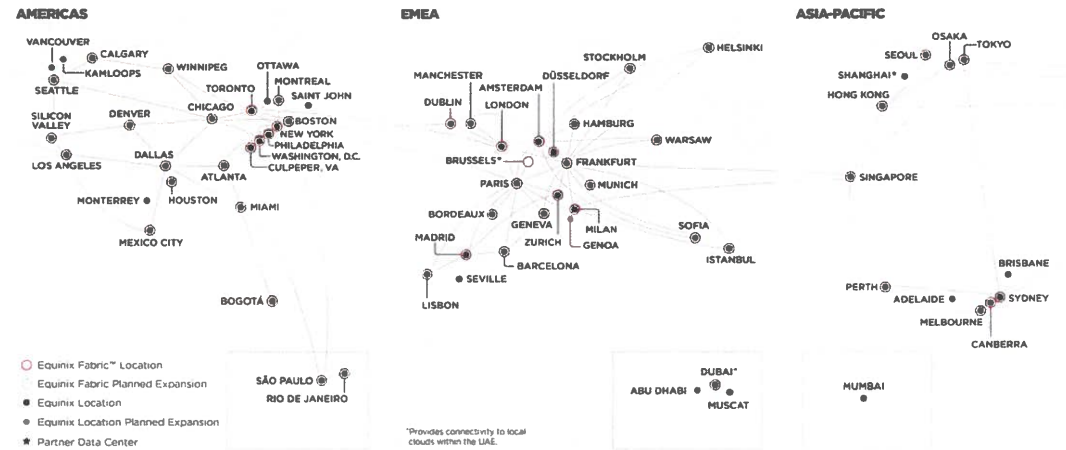 AMERICAS
VANCOUVER
CALGARY
KAMLOOPS
WINNIPEG
SEATTLE
OTTAWA
MONTREAL
TORONTO
SAINT JOHN
CHICAGO
DENVER
SILICON
VALLEY
BOSTON
NEW YORK
PHILADELPHIA
WASHINGTON, D.C.
CULPEPER, VA
LOS ANGELES
DALLAS
ATLANTA
HOUSTON
MONTERREY
MIAMI
MEXICO CITY
BOGOTÁ
SÃO PAULO
RIO DE JANEIRO
Equinix Fabric™ Location
Equinix Fabric Planned Expansion
Equinix Location
Equinix Location Planned Expansion
★ Partner Data Center
EMEA
HELSINKI
STOCKHOLM
MANCHESTER
DÜSSELDORF
AMSTERDAM
DUBLIN
LONDON
HAMBURG
WARSAW
BRUSSELS*
FRANKFURT
PARIS
MUNICH
BORDEAUX
GENEVA
MILAN
SOFIA
ZURICH
GENOA
MADRID
ISTANBUL
BARCELONA
SEVILLE
LISBON
DUBAI*
ABU DHABI
MUSCAT
*Provides connectivity to local
clouds within the UAE.
ASIA-PACIFIC
OSAKA
TOKYO
SEOUL
SHANGHAI*
HONG KONG
SINGAPORE
BRISBANE
PERTH
ADELAIDE
SYDNEY
MELBOURNE
CANBERRA
MUMBAI